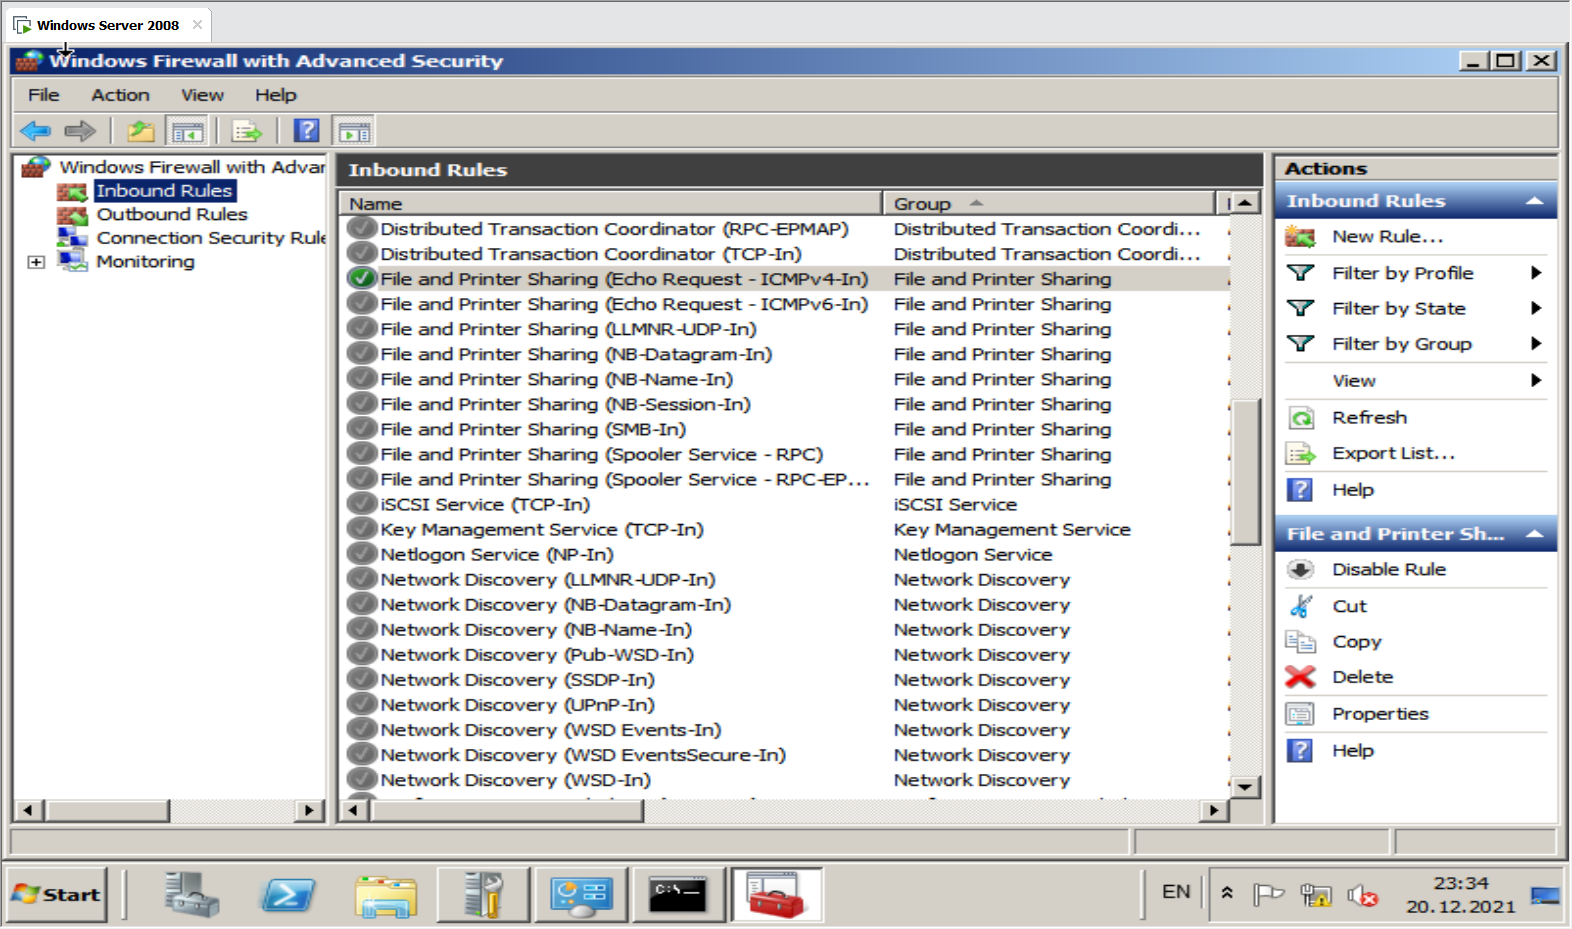 Windows Server 2008
Windows Firewall with Advanced Security
File Action View Help
Windows Firewall with Advar
Inbound Rules
Outbound Rules
Connection Security Rule
Monitoring
Inbound Rules
Name Group
Distributed Transaction Coordinator (RPC-EPMAP) Distributed Transaction Coordi...
Distributed Transaction Coordinator (TCP-In) Distributed Transaction Coordi...
File and Printer Sharing (Echo Request - ICMPv4-In) File and Printer Sharing
File and Printer Sharing (Echo Request - ICMPv6-In) File and Printer Sharing
File and Printer Sharing (LLMNR-UDP-In) File and Printer Sharing
File and Printer Sharing (NB-Datagram-In) File and Printer Sharing
File and Printer Sharing (NB-Name-In) File and Printer Sharing
File and Printer Sharing (NB-Session-In) File and Printer Sharing
File and Printer Sharing (SMB-In) File and Printer Sharing
File and Printer Sharing (Spooler Service - RPC) File and Printer Sharing
File and Printer Sharing (Spooler Service - RPC-EP... File and Printer Sharing
iSCSI Service (TCP-In) iSCSI Service
Key Management Service (TCP-In) Key Management Service
Netlogon Service (NP-In) Netlogon Service
Network Discovery (LLMNR-UDP-In) Network Discovery
Network Discovery (NB-Datagram-In) Network Discovery
Network Discovery (NB-Name-In) Network Discovery
Network Discovery (Pub-WSD-In) Network Discovery
Network Discovery (SSDP-In) Network Discovery
Network Discovery (UPnP-In) Network Discovery
Network Discovery (WSD Events-In) Network Discovery
Network Discovery (WSD EventsSecure-In) Network Discovery
Network Discovery (WSD-In) Network Discovery
Actions
Inbound Rules
New Rule...
Filter by Profile
Filter by State
Filter by Group
View
Refresh
Export List...
Help
File and Printer Sh...
Disable Rule
Cut
Copy
Delete
Properties
Help
Start
C:\
EN
23:34
20.12.2021